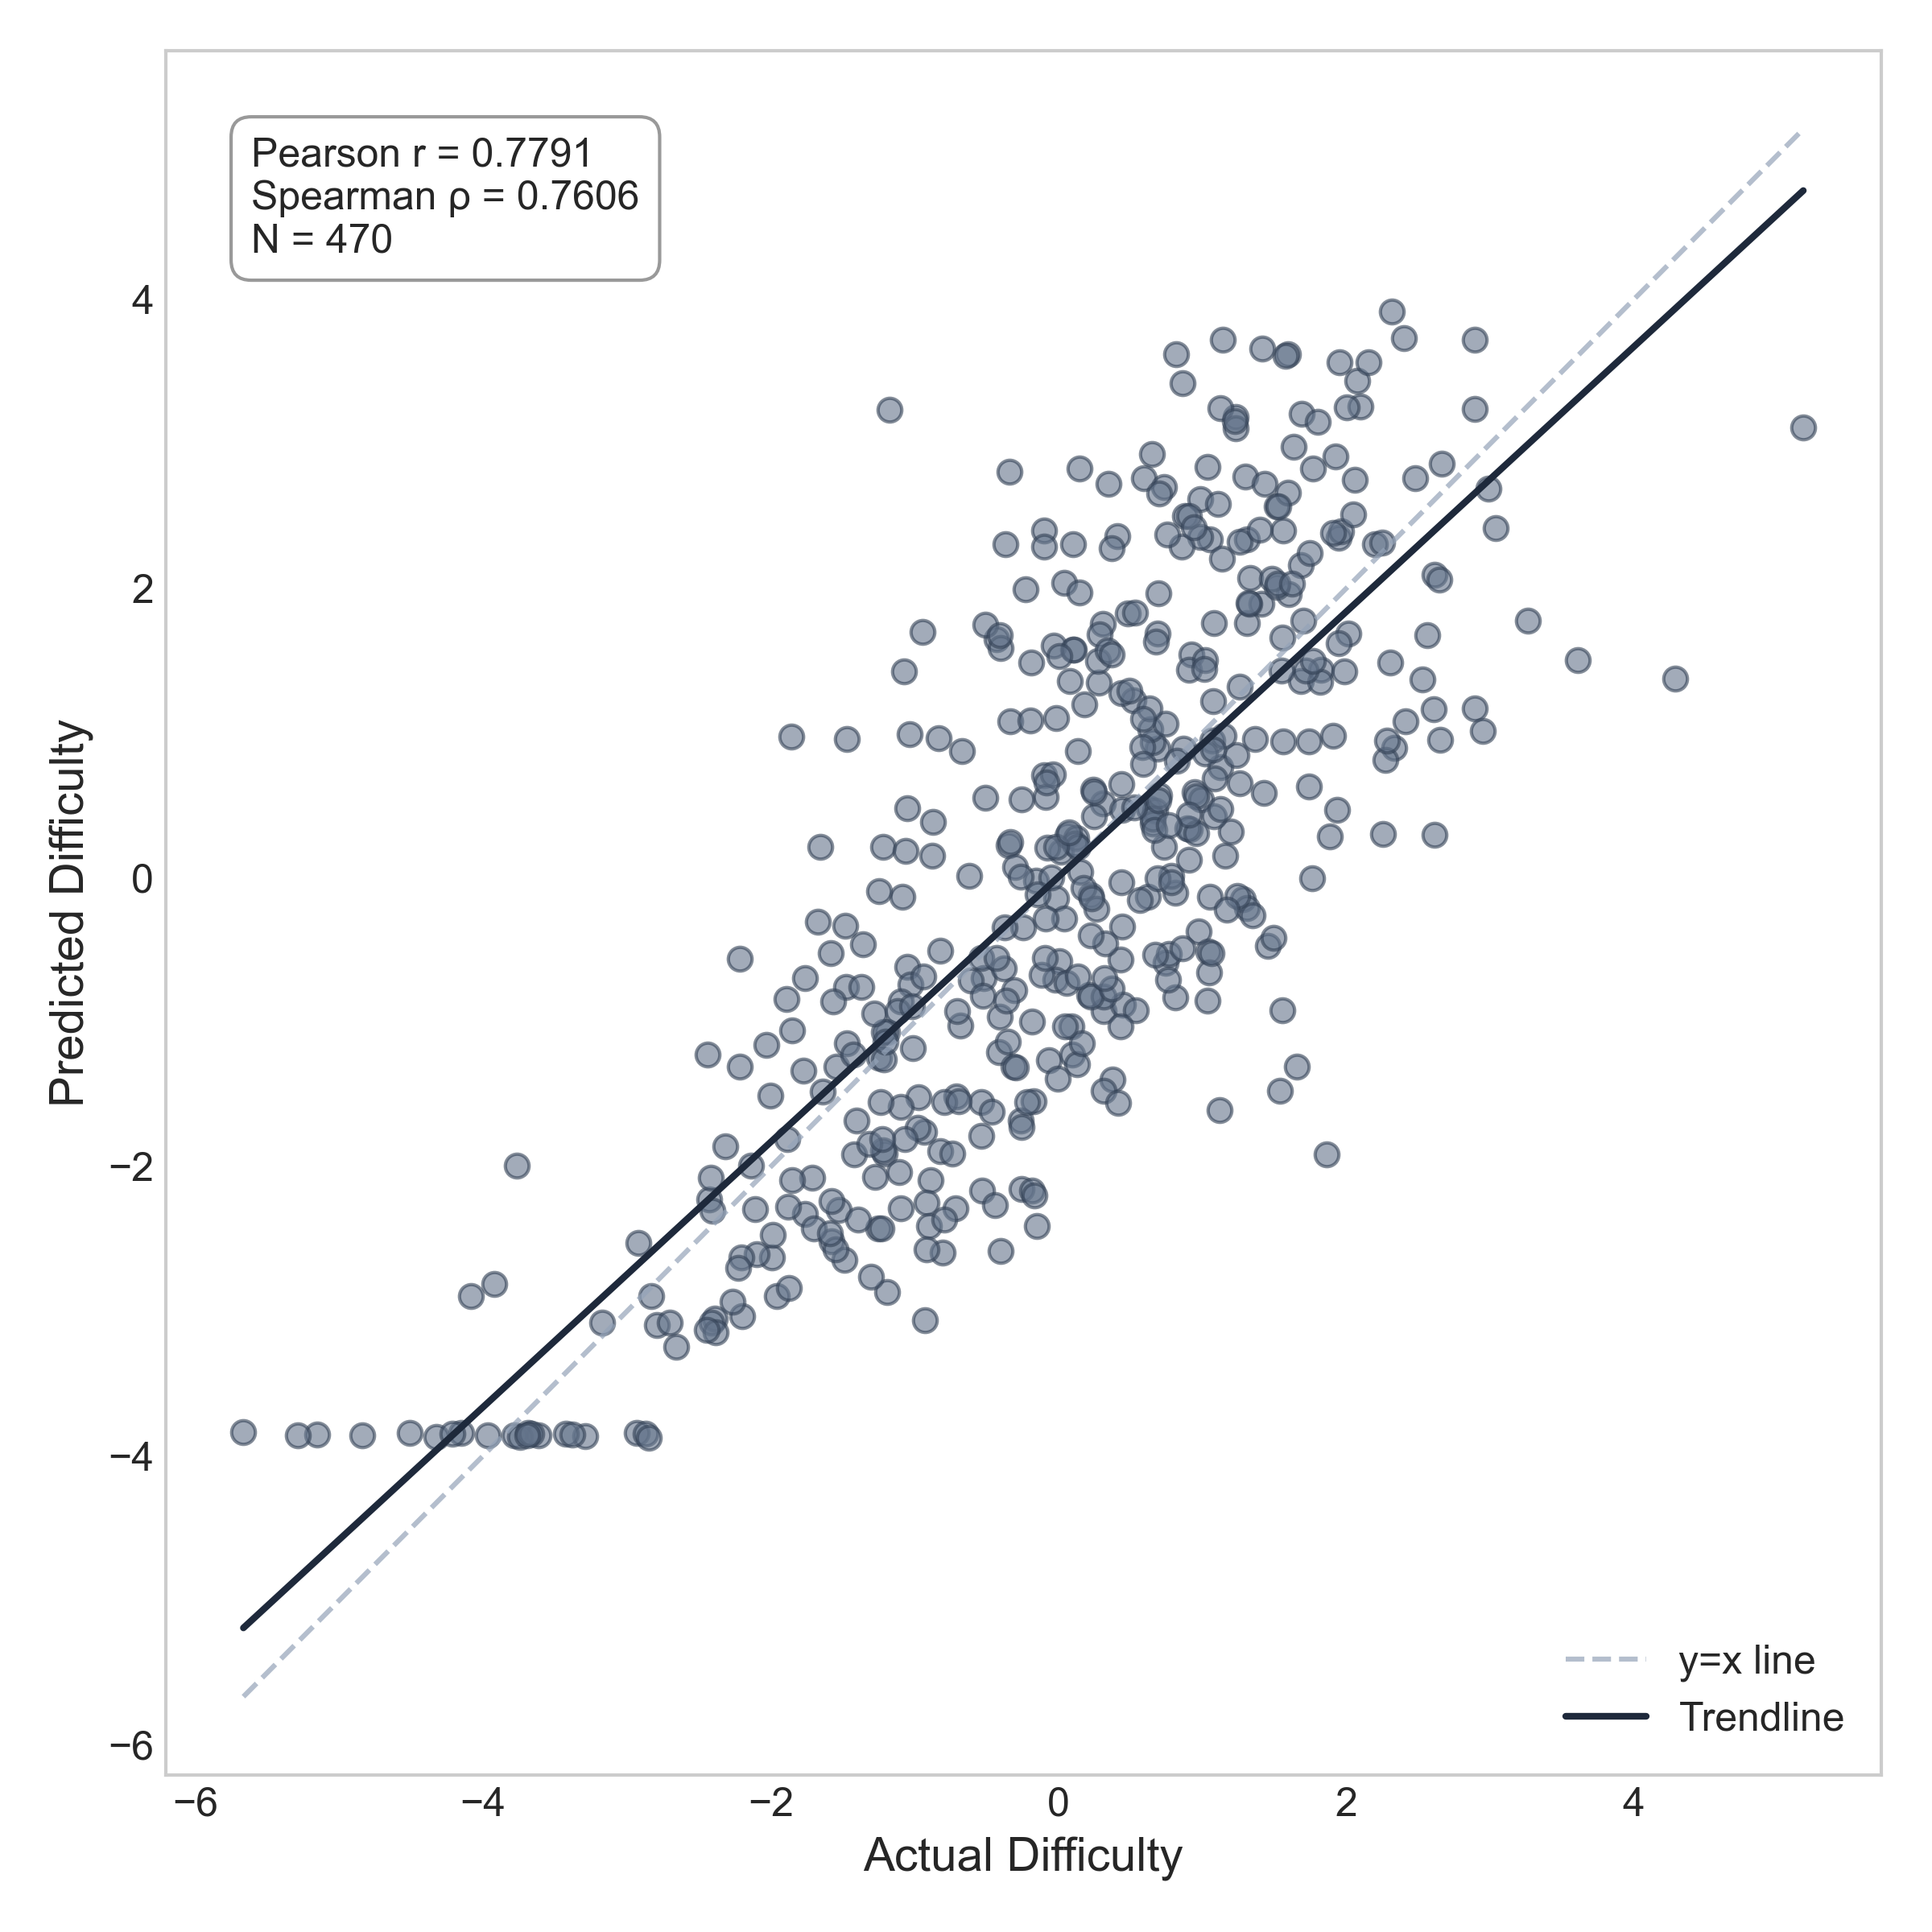 Pearson r = 0.7791
Spearman ρ = 0.7606
N = 470
4
2
0
−2
−4
−6
Predicted Difficulty
y=x line
Trendline
−6 −4 −2 0 2 4
Actual Difficulty